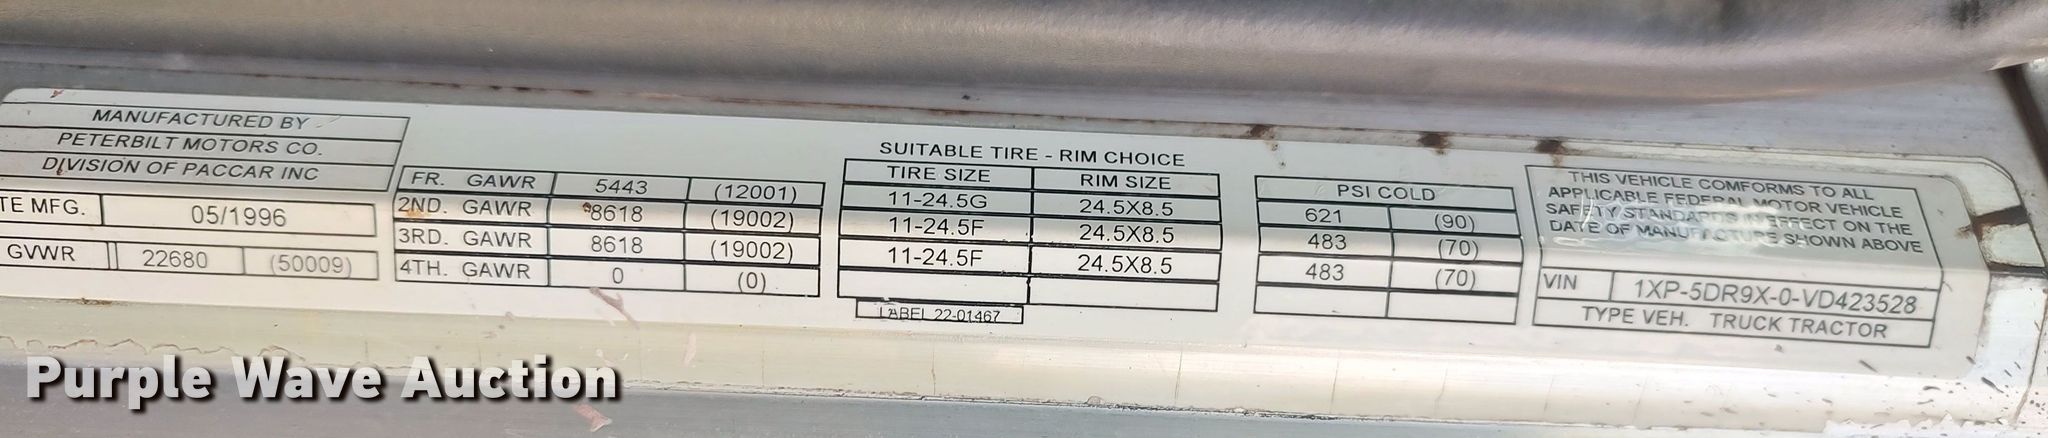 MANUFACTURED BY
PETERBILT MOTORS CO.
DIVISION OF PACCAR INC
TE MFG. 05/1996
GVWR 22680 (50009)
FR. GAWR 5443 (12001)
2ND. GAWR 8618 (19002)
3RD. GAWR 8618 (19002)
4TH. GAWR 0 (0)
SUITABLE TIRE - RIM CHOICE
TIRE SIZE RIM SIZE
11-24.5G 24.5X8.5
11-24.5F 24.5X8.5
11-24.5F 24.5X8.5
LABEL 22-01467
PSI COLD
621 (90)
483 (70)
483 (70)
THIS VEHICLE COMFORMS TO ALL
APPLICABLE FEDERAL MOTOR VEHICLE
SAFETY STANDARDS IN EFFECT ON THE
DATE OF MANUFACTURE SHOWN ABOVE
VIN 1XP-5DR9X-0-VD423528
TYPE VEH. TRUCK TRACTOR
Purple Wave Auction